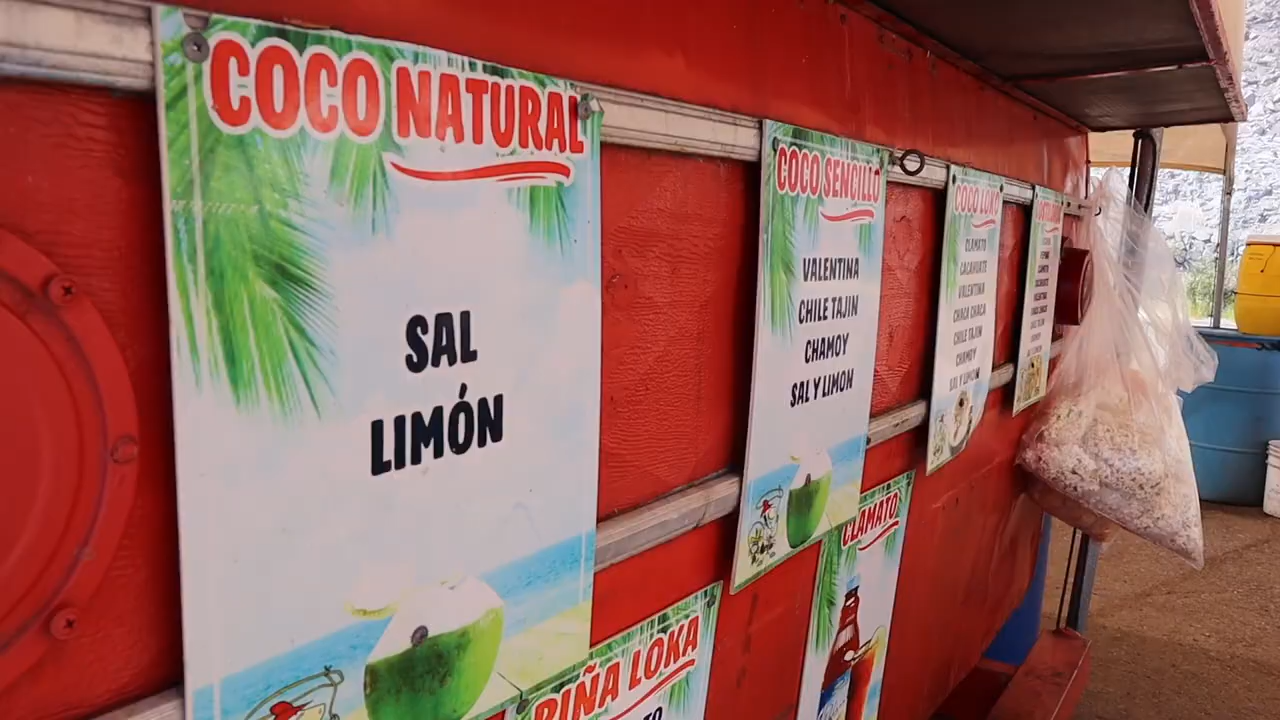 COCO NATURAL
SAL
LIMÓN
COCO SENCILLO
VALENTINA
CHILE TAJIN
CHAMOY
SAL Y LIMON
COCO LOKO
CLAMATO
CACAHUATE
VALENTINA
CHACA CHACA
CHILE TAJIN
CHAMOY
SAL Y LIMON
PIÑA LOKA
CLAMATO